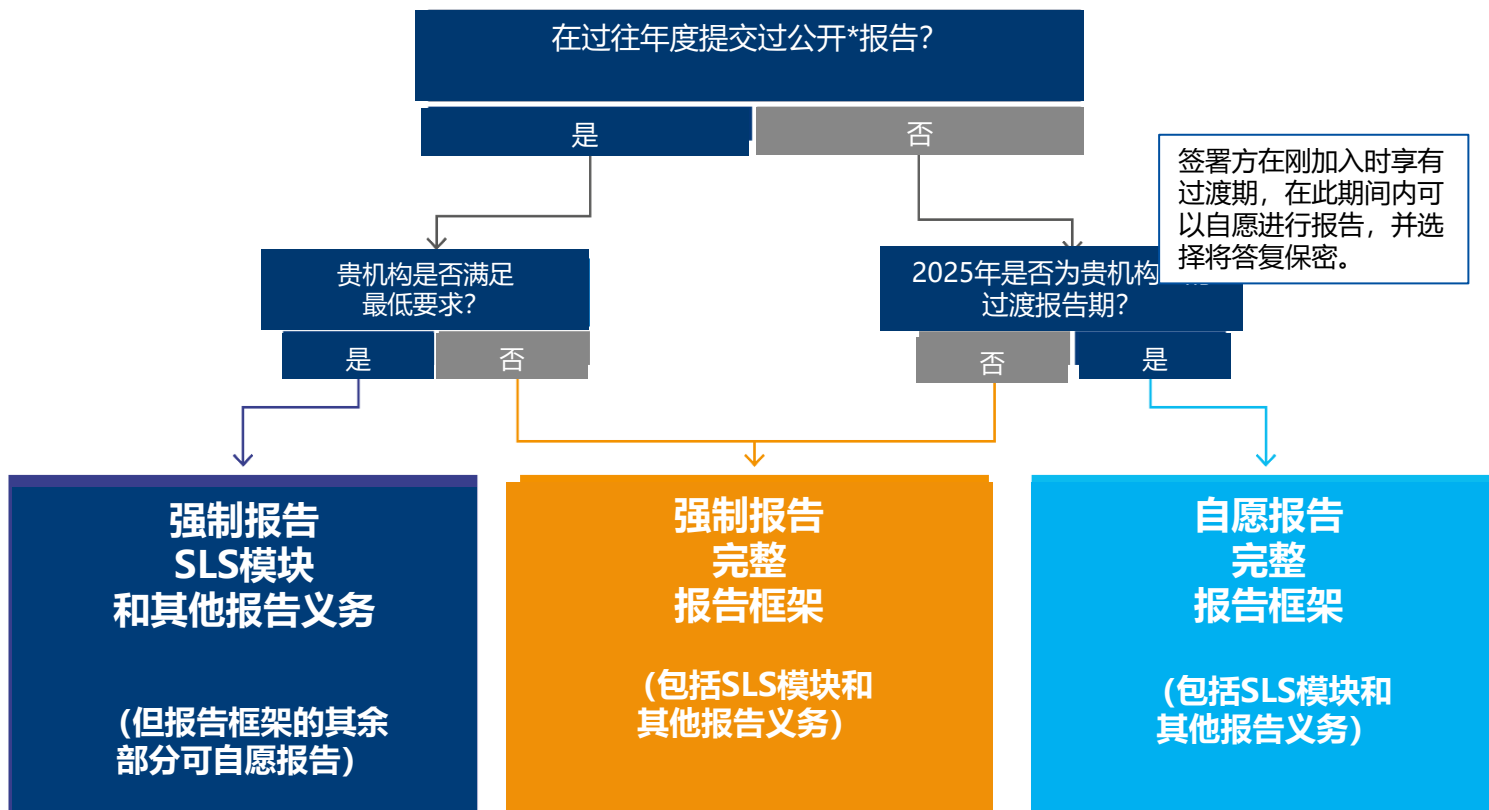 在过往年度提交过公开*报告？
是
否
签署方在刚加入时享有
过渡期，在此期间内可
以自愿进行报告，并选
择将答复保密。
贵机构是否满足
最低要求？
2025年是否为贵机构
过渡报告期？
是
否
否
是
强制报告
SLS模块
和其他报告义务
（但报告框架的其余
部分可自愿报告）
强制报告
完整
报告框架
（包括SLS模块和
其他报告义务）
自愿报告
完整
报告框架
（包括SLS模块和
其他报告义务）